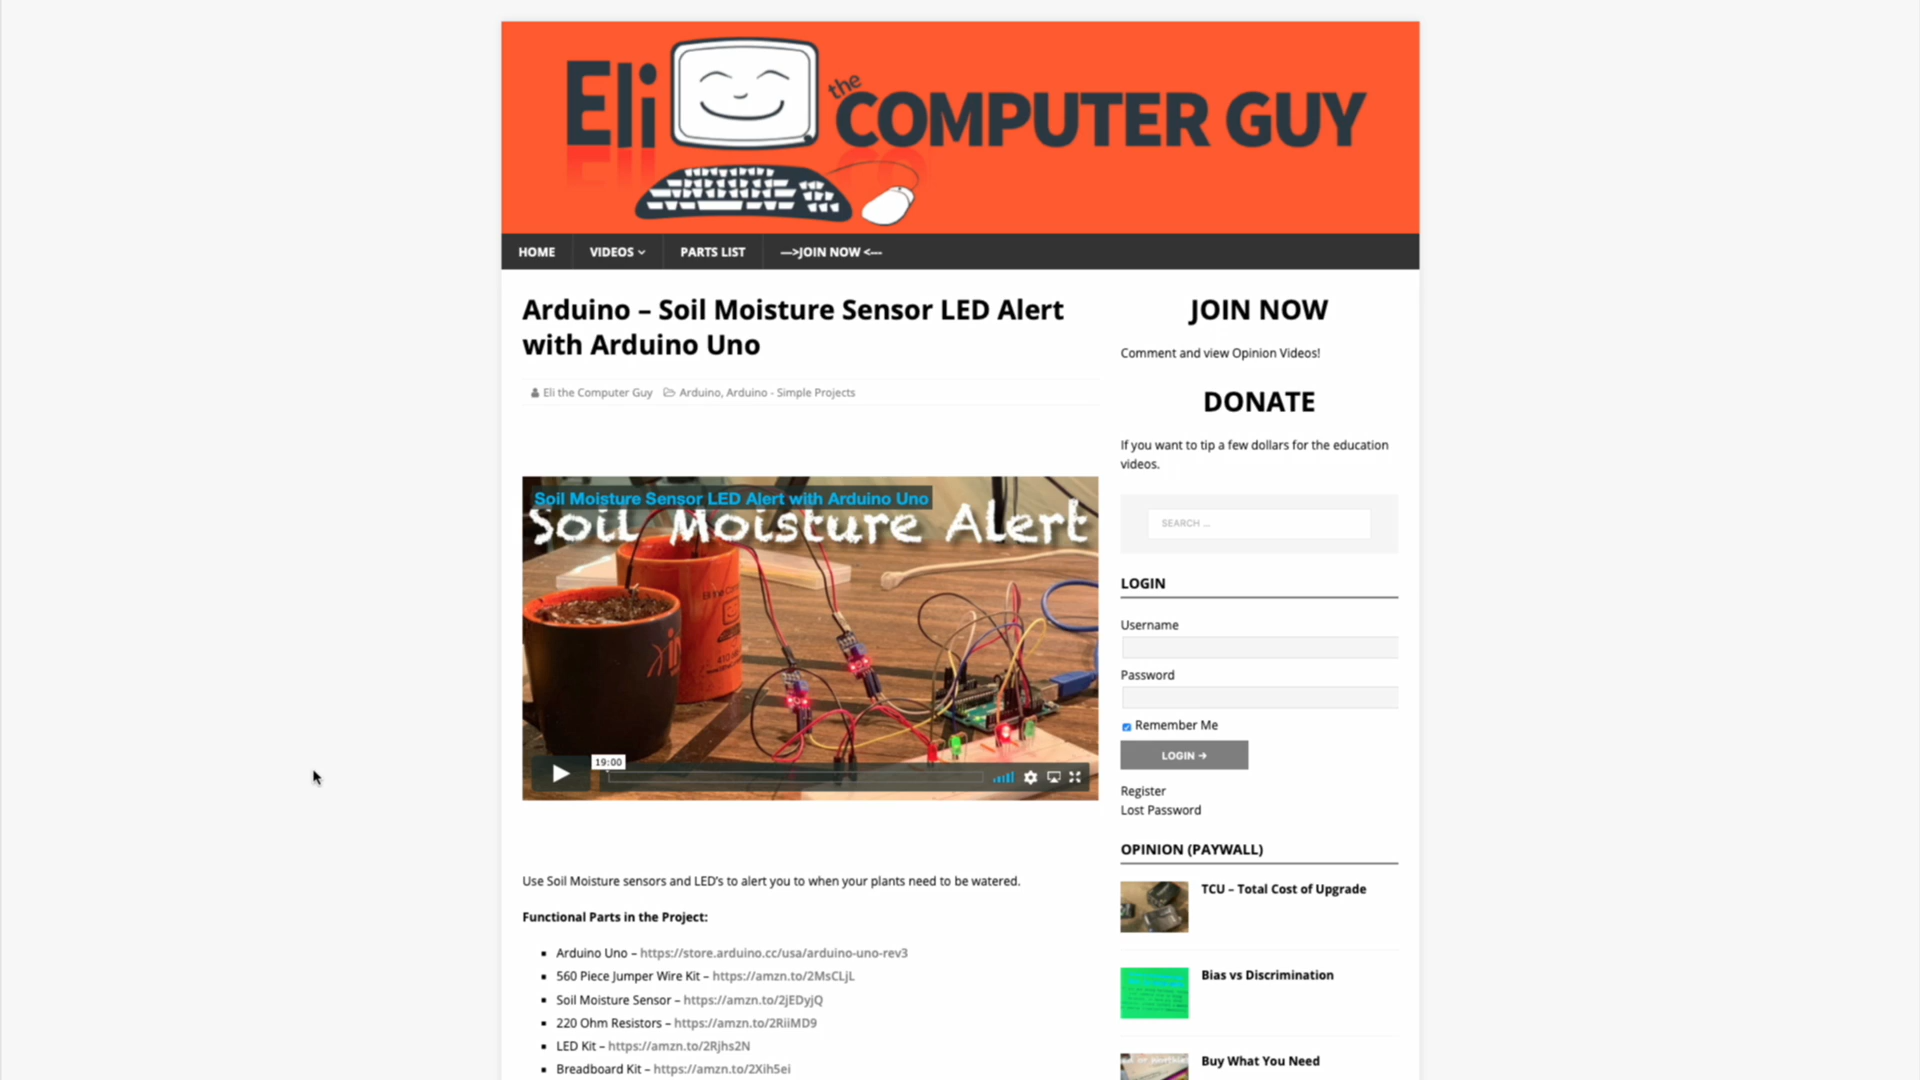 Eli the COMPUTER GUY
HOME VIDEOS PARTS LIST --->JOIN NOW <---
Arduino – Soil Moisture Sensor LED Alert
with Arduino Uno
Eli the Computer Guy Arduino, Arduino - Simple Projects
Soil Moisture Sensor LED Alert with Arduino Uno
Soil Moisture Alert
19:00
Use Soil Moisture sensors and LED's to alert you to when your plants need to be watered.
Functional Parts in the Project:
Arduino Uno – https://store.arduino.cc/usa/arduino-uno-rev3
560 Piece Jumper Wire Kit – https://amzn.to/2MsCLjL
Soil Moisture Sensor – https://amzn.to/2jEDyjQ
220 Ohm Resistors – https://amzn.to/2RiiMD9
LED Kit – https://amzn.to/2Rjhs2N
Breadboard Kit – https://amzn.to/2Xih5ei
JOIN NOW
Comment and view Opinion Videos!
DONATE
If you want to tip a few dollars for the education
videos.
SEARCH ...
LOGIN
Username
Password
Remember Me
LOGIN →
Register
Lost Password
OPINION (PAYWALL)
TCU – Total Cost of Upgrade
Bias vs Discrimination
Buy What You Need